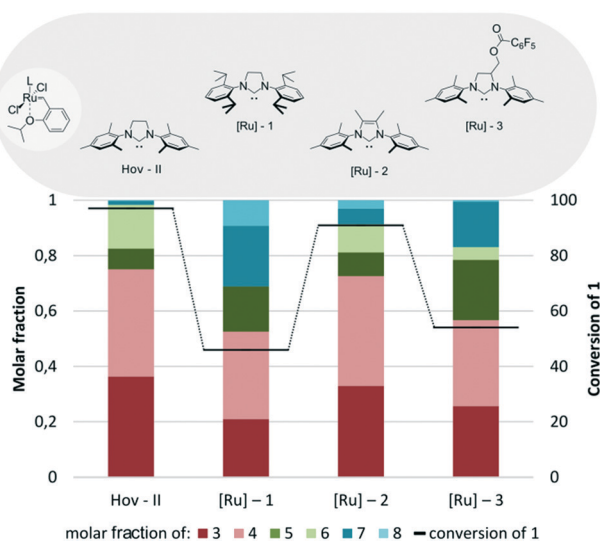 O
O
C6F5
L
Cl
Ru
Cl
O
N
N
N
N
N
N
N
N
[Ru] - 1
[Ru] - 3
Hov - II
[Ru] - 2
1
0,8
0,6
0,4
0,2
0
Molar fraction
100
80
60
40
20
0
Conversion of 1
Hov - II
[Ru] – 1
[Ru] – 2
[Ru] – 3
molar fraction of: 3 4 5 6 7 8 conversion of 1